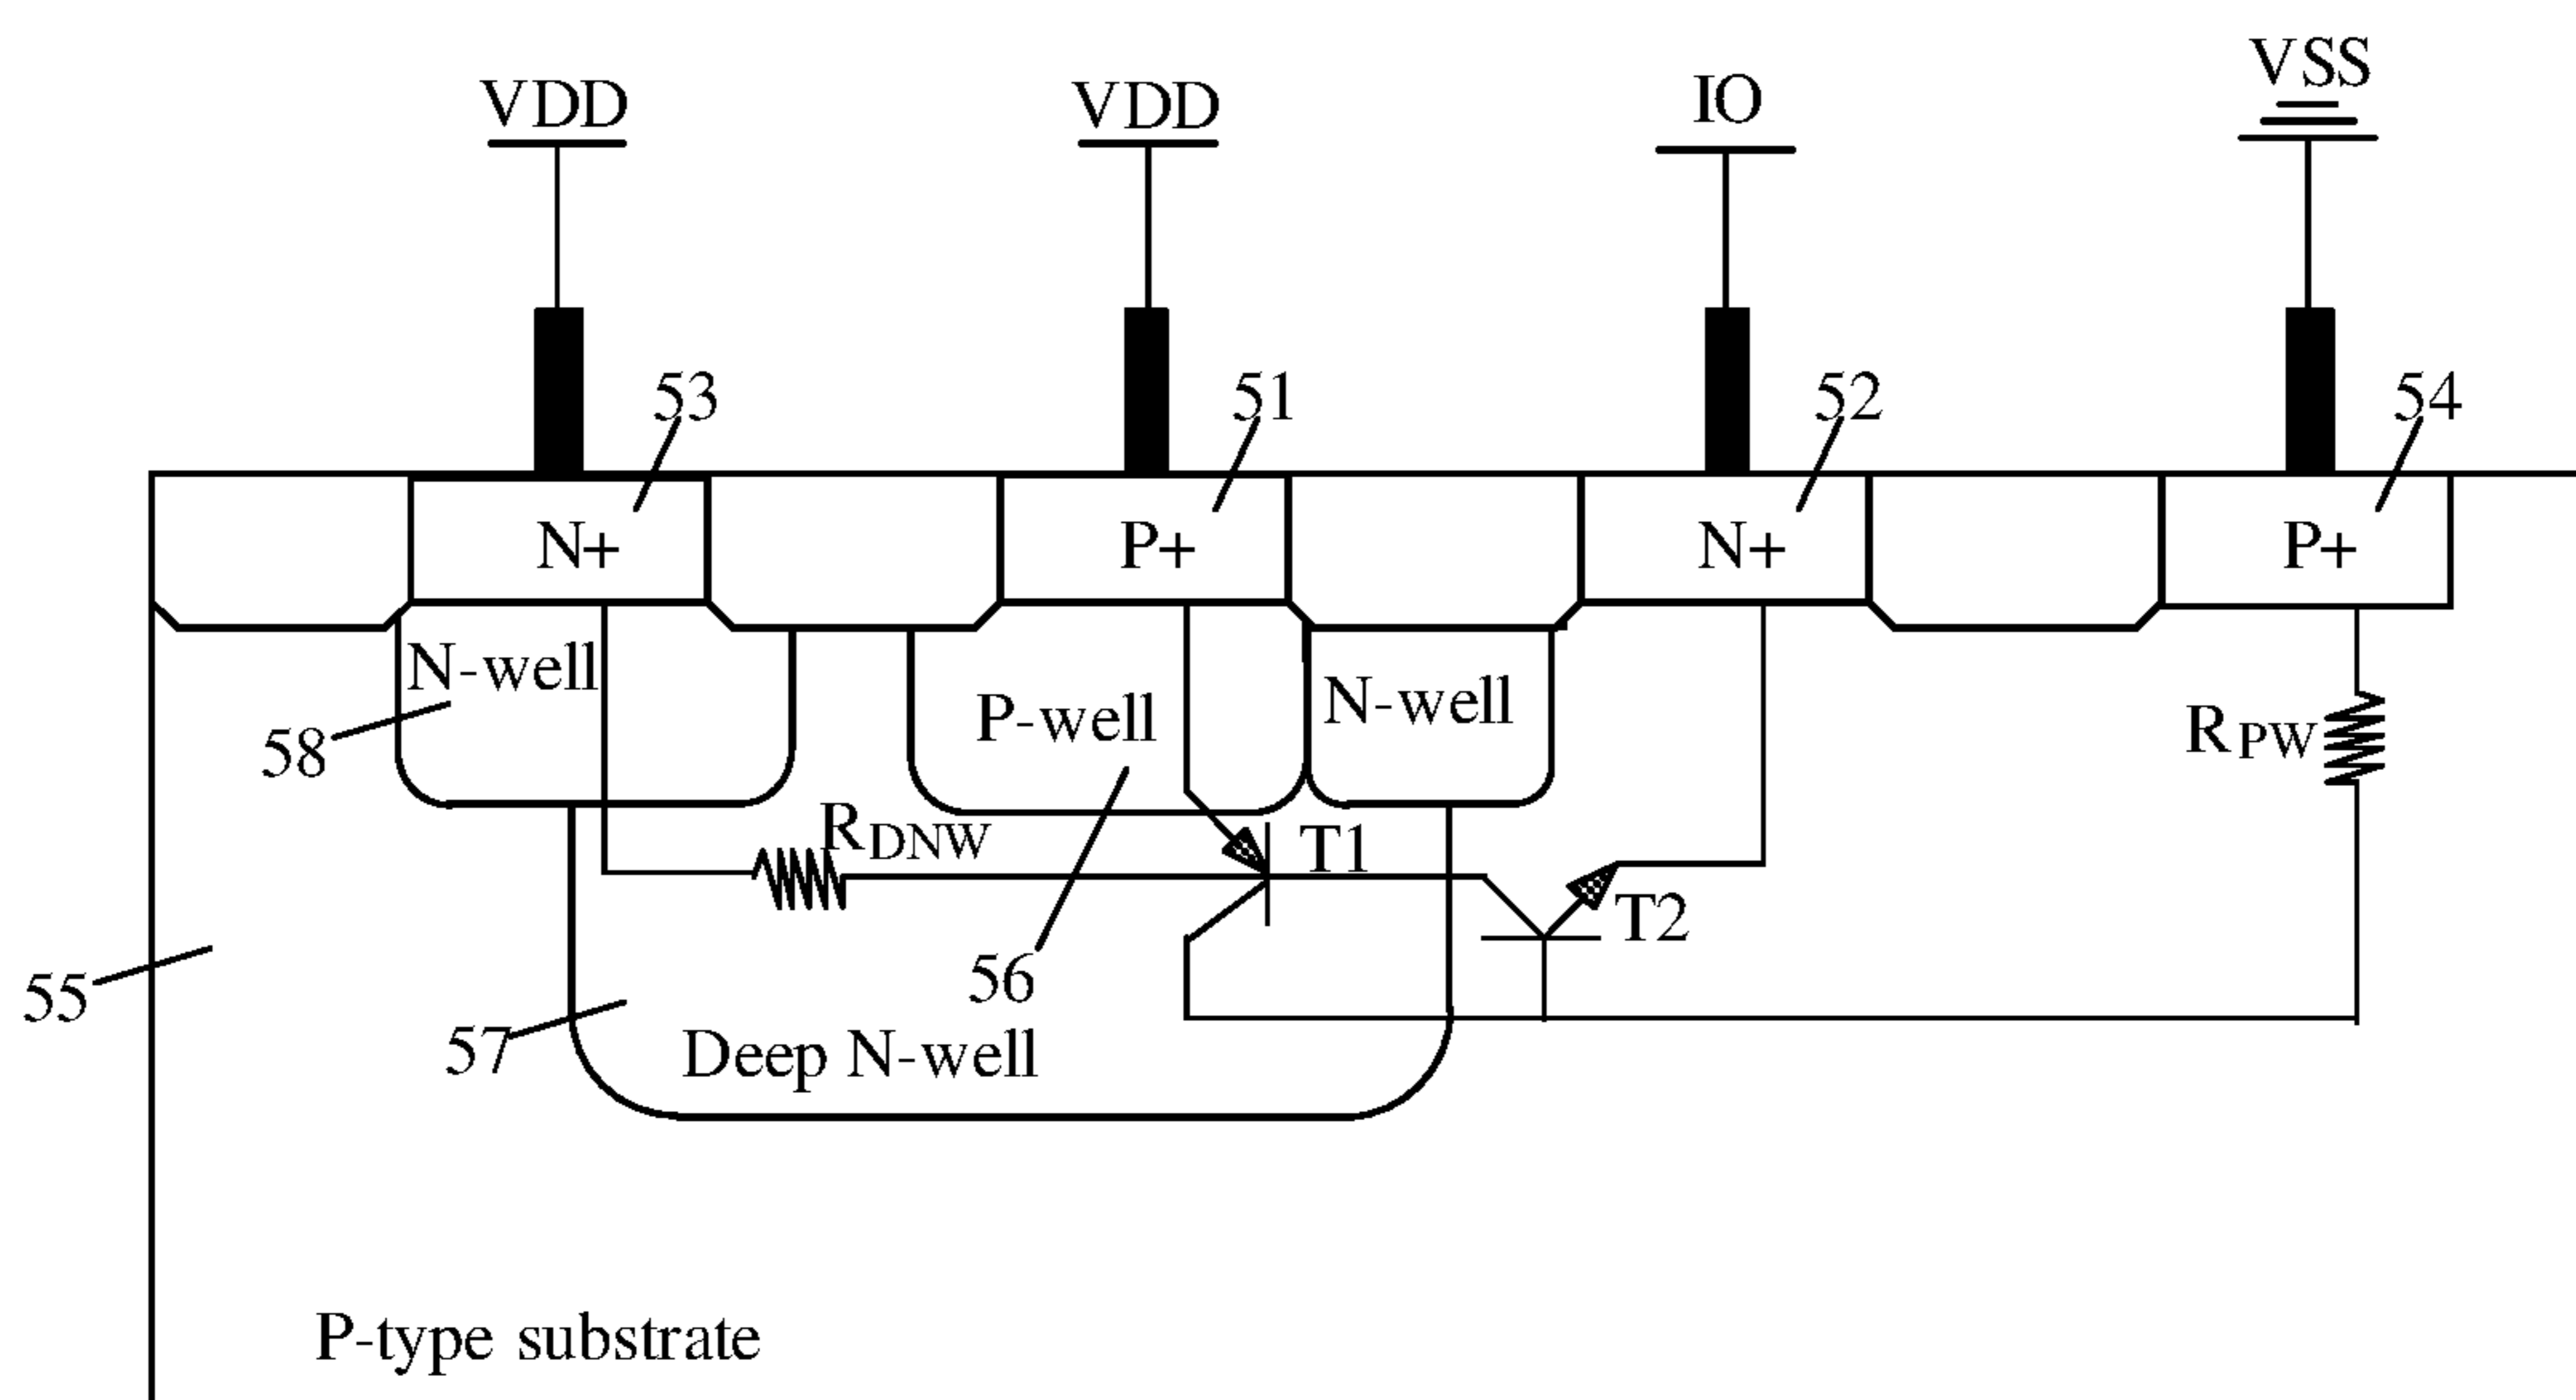 VDD VDD IO VSS
53 51 52 54
N+ P+ N+ P+
N-well P-well N-well RPW
58
RDNW T1
T2
55 57 56
Deep N-well
P-type substrate